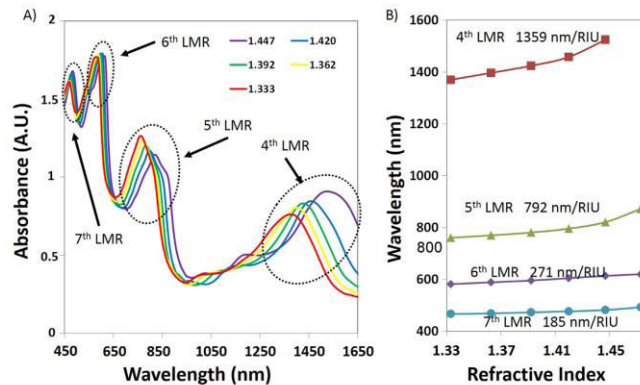 A)
Absorbance (A.U.)
2
1.5
1
0.5
0
450 650 850 1050 1250 1450 1650
Wavelength (nm)
6th LMR
1.447 1.420
1.392 1.362
1.333
5th LMR
4th LMR
7th LMR
B)
Wavelength (nm)
1600
1400
1000
800
800
600
400
4th LMR 1359 nm/RIU
5th LMR 792 nm/RIU
6th LMR 271 nm/RIU
7th LMR 185 nm/RIU
1.33 1.37 1.41 1.45
Refractive Index